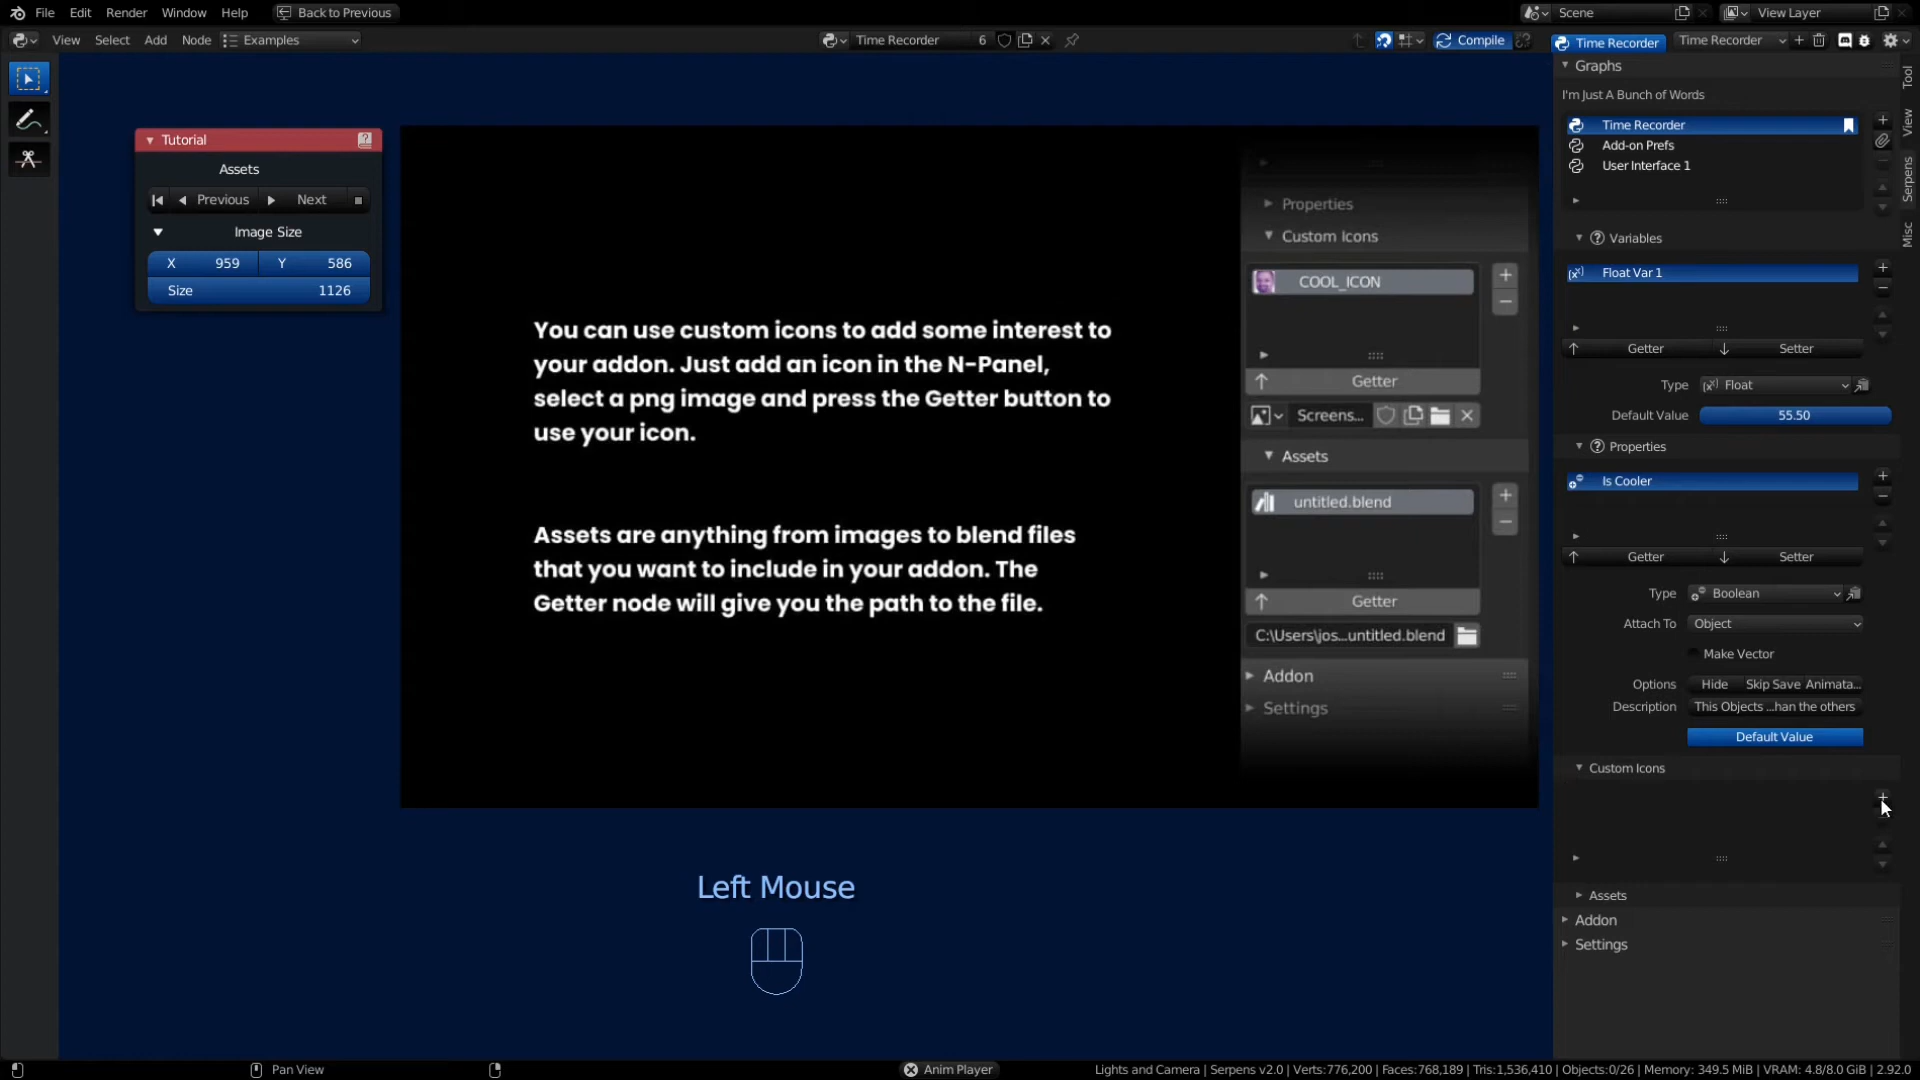 File Edit Render Window Help Back to Previous Scene View Layer
View Select Add Node Examples Time Recorder 6 Compile Time Recorder Time Recorder
Tutorial
Assets
Previous Next
Image Size
X 959 Y 586
Size 1126
You can use custom icons to add some interest to
your addon. Just add an icon in the N-Panel,
select a png image and press the Getter button to
use your icon.
Assets are anything from images to blend files
that you want to include in your addon. The
Getter node will give you the path to the file.
Properties
Custom Icons
COOL_ICON
Getter
Screens...
Assets
untitled.blend
Getter
C:\Users\jos...untitled.blend
Addon
Settings
Graphs
I'm Just A Bunch of Words
Time Recorder
Add-on Prefs
User Interface 1
Variables
Float Var 1
Getter Setter
Type Float
Default Value 55.50
Properties
Is Cooler
Getter Setter
Type Boolean
Attach To Object
Make Vector
Options Hide Skip Save Animata...
Description This Objects ...han the others
Default Value
Custom Icons
Assets
Addon
Settings
Tool
View
Serpens
Misc
Left Mouse
Pan View Anim Player Lights and Camera | Serpens v2.0 | Verts:776,200 | Faces:768,189 | Tris:1,536,410 | Objects:0/26 | Memory: 349.5 MiB | VRAM: 4.8/8.0 GiB | 2.92.0